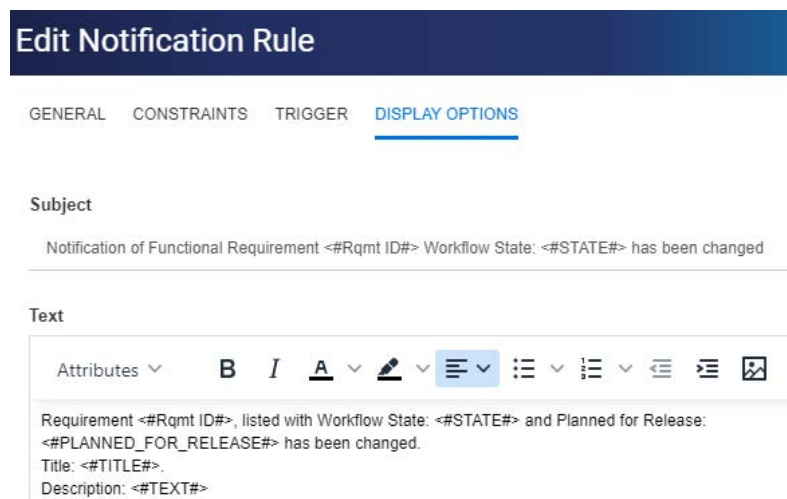 Edit Notification Rule
GENERAL CONSTRAINTS TRIGGER DISPLAY OPTIONS
Subject
Notification of Functional Requirement <#Rqmt ID#> Workflow State: <#STATE#> has been changed
Text
Attributes B I A
Requirement <#Rqmt ID#>, listed with Workflow State: <#STATE#> and Planned for Release:
<#PLANNED_FOR_RELEASE#> has been changed.
Title: <#TITLE#>.
Description: <#TEXT#>